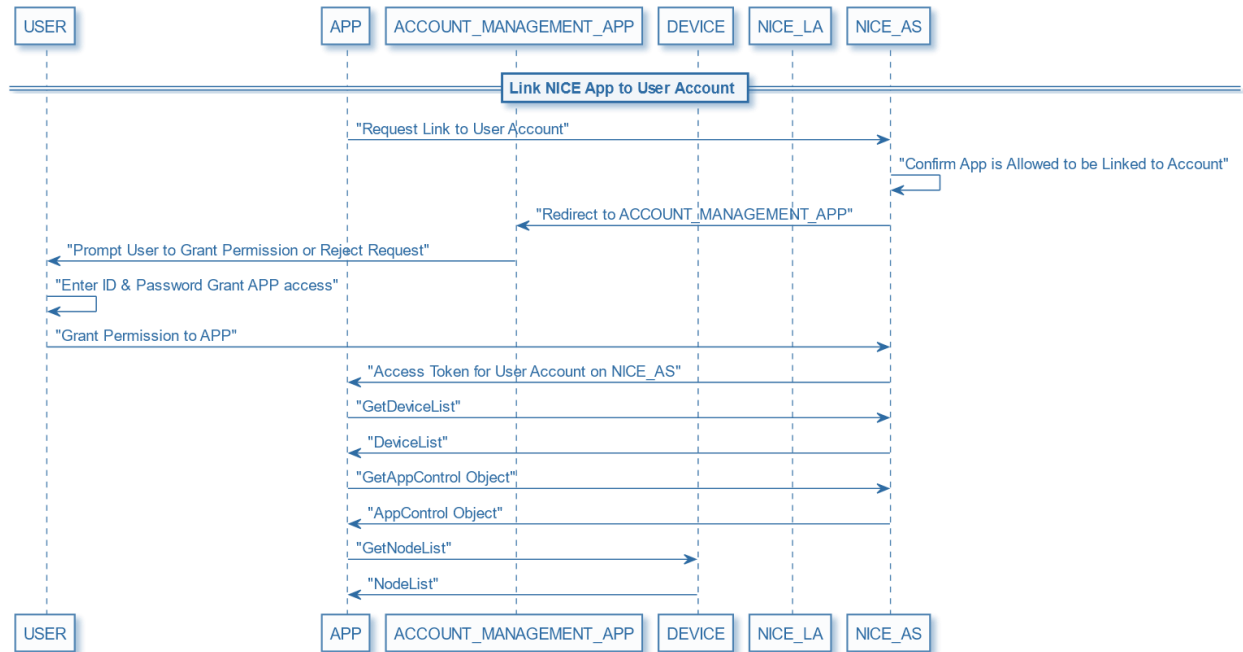 USER APP ACCOUNT_MANAGEMENT_APP DEVICE NICE_LA NICE_AS
Link NICE App to User Account
"Request Link to User Account"
"Confirm App is Allowed to be Linked to Account"
"Redirect to ACCOUNT_MANAGEMENT_APP"
"Prompt User to Grant Permission or Reject Request"
"Enter ID & Password Grant APP access"
"Grant Permission to APP"
"Access Token for User Account on NICE_AS"
"GetDeviceList"
"DeviceList"
"GetAppControl Object"
"AppControl Object"
"GetNodeList"
"NodeList"
USER APP ACCOUNT_MANAGEMENT_APP DEVICE NICE_LA NICE_AS